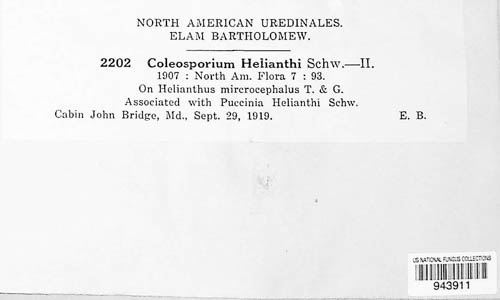 NORTH AMERICAN UREDINALES.
ELAM BARTHOLOMEW.
2202 Coleosporium Helianthi Schw.—II.
1907 : North Am. Flora 7 : 93.
On Helianthus mircrocephalus T. & G.
Associated with Puccinia Helianthi Schw.
Cabin John Bridge, Md., Sept. 29, 1919. E. B.
US NATIONAL FUNGUS COLLECTIONS
943911